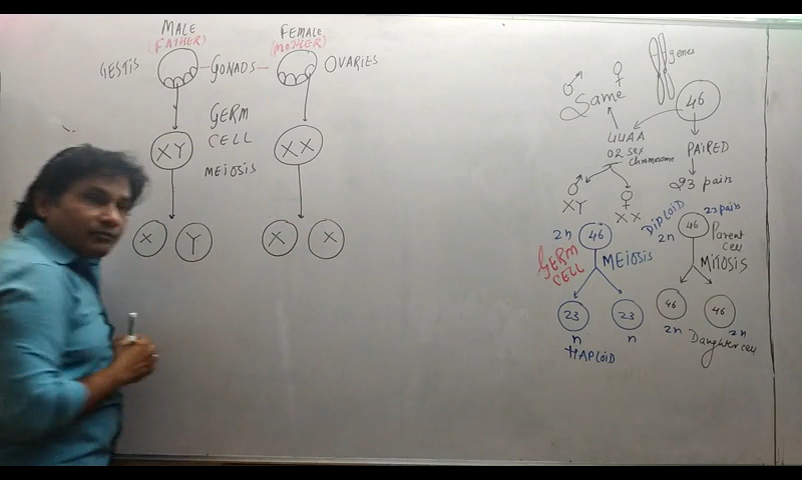 MALE
(FATHER)
FEMALE
(MOTHER)
GESTIS
GONADS
OVARIES
GERM
CELL
MEIOSIS
XY
XX
X
Y
X
X
genes
46
♂
♀
Same
44AA
02 sex
chromosome
PAIRED
23 pairs
♂
XY
♀
XX
2n
46
GERM
CELL
MEIOSIS
23
23
n
n
HAPLOID
DIPLOID
23 pairs
2n
46
Parent
cell
MITOSIS
46
46
2n
2n
Daughter cell